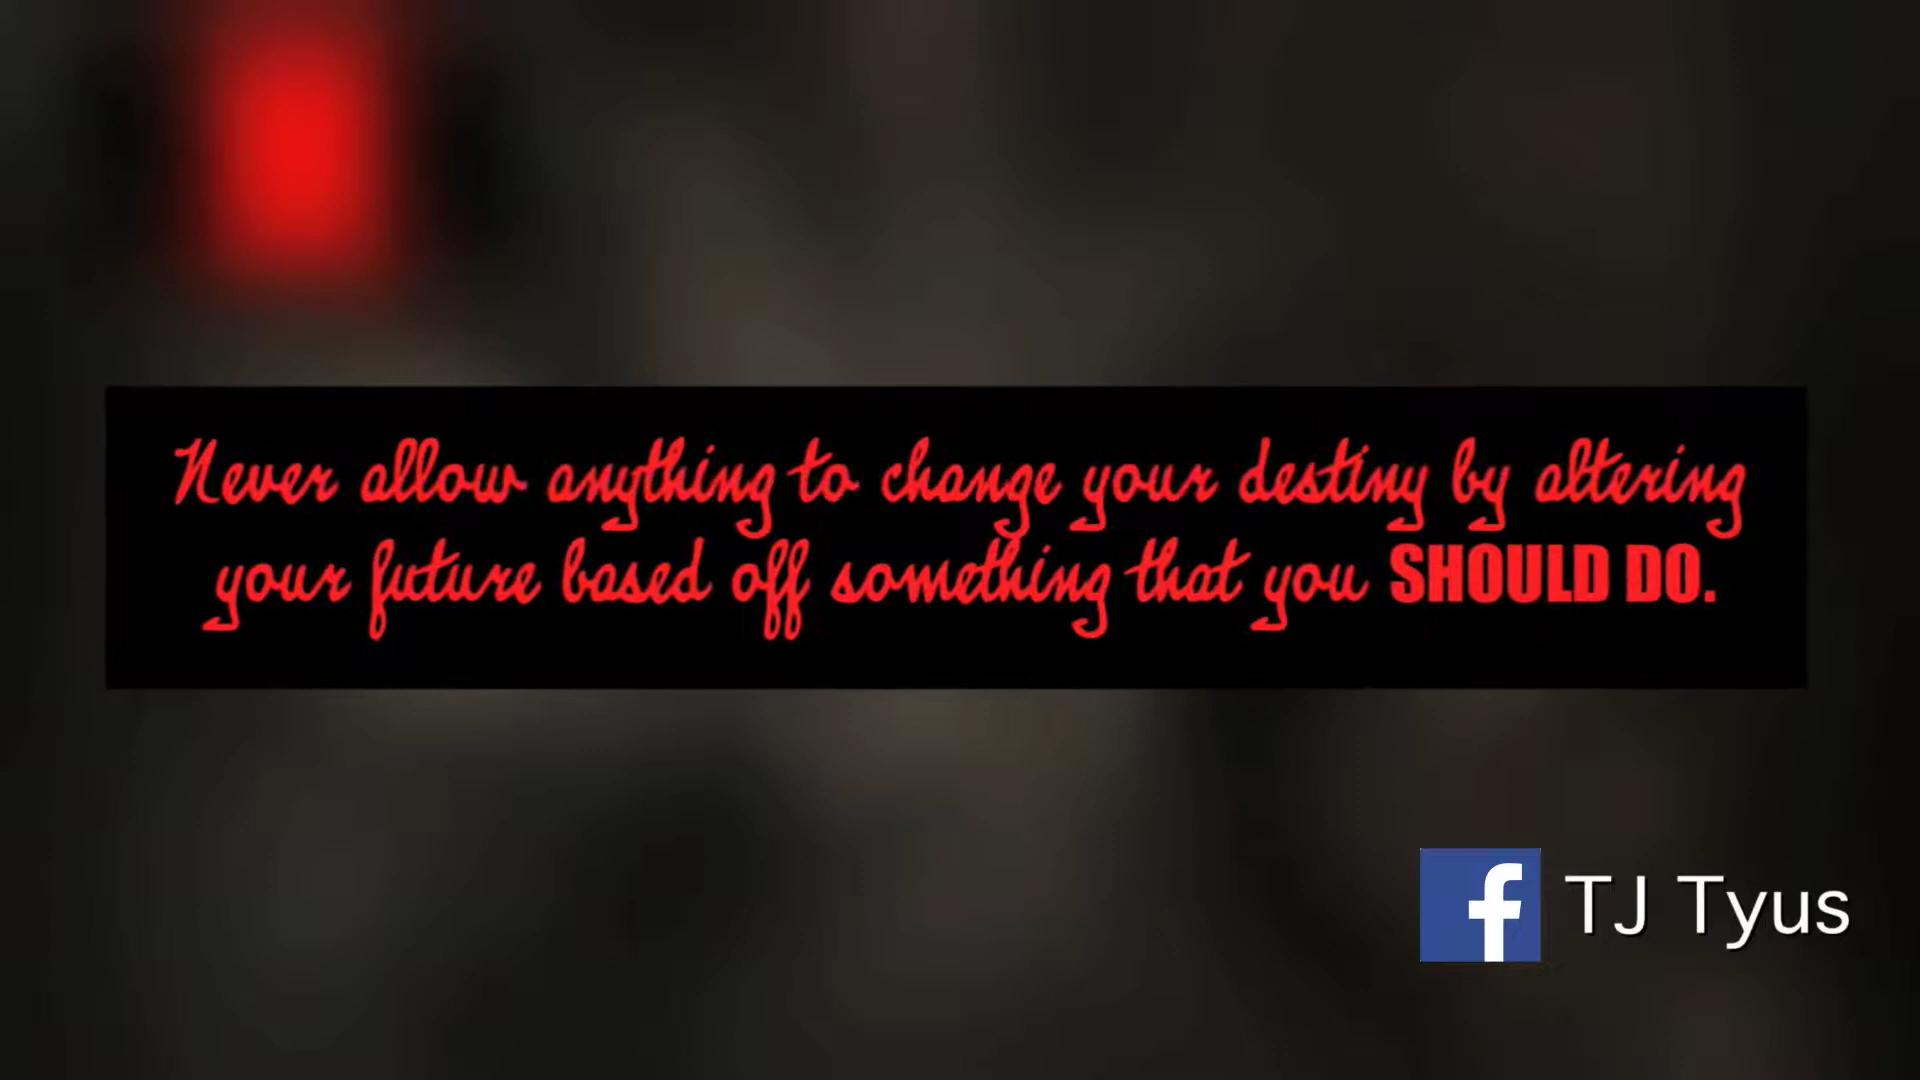 Never allow anything to change your destiny by altering
your future based off something that you SHOULD DO.
f TJ Tyus